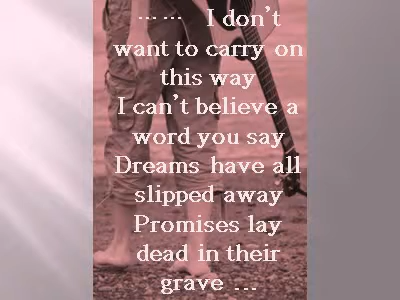 ... ... I don't
want to carry on
this way
I can't believe a
word you say
Dreams have all
slipped away
Promises lay
dead in their
grave ...